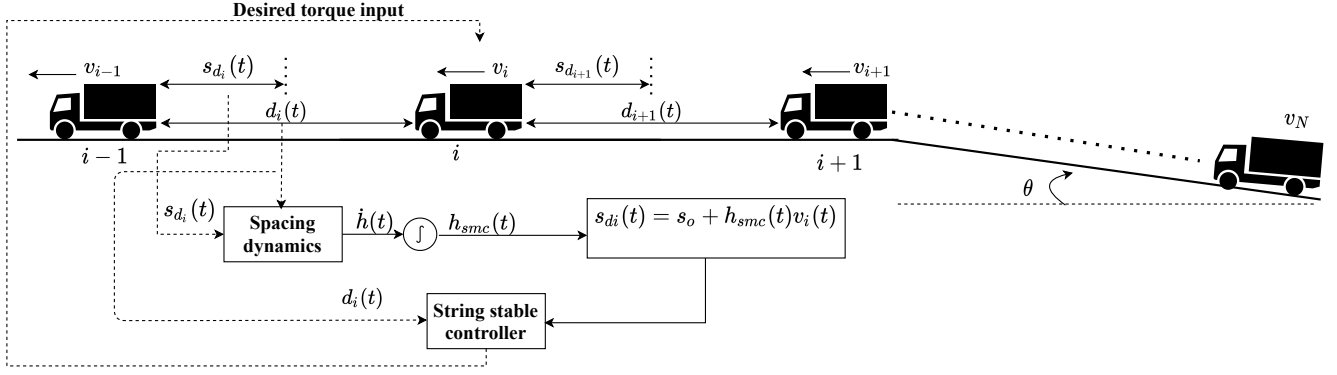 Desired torque input
v_{i-1}
s_{d_i}(t)
v_i
s_{d_{i+1}}(t)
v_{i+1}
d_i(t)
d_{i+1}(t)
v_N
i − 1
i
i + 1
θ
s_{d_i}(t)
Spacing
dynamics
ḣ(t)
∫
h_{smc}(t)
s_{di}(t) = s_o + h_{smc}(t)v_i(t)
d_i(t)
String stable
controller